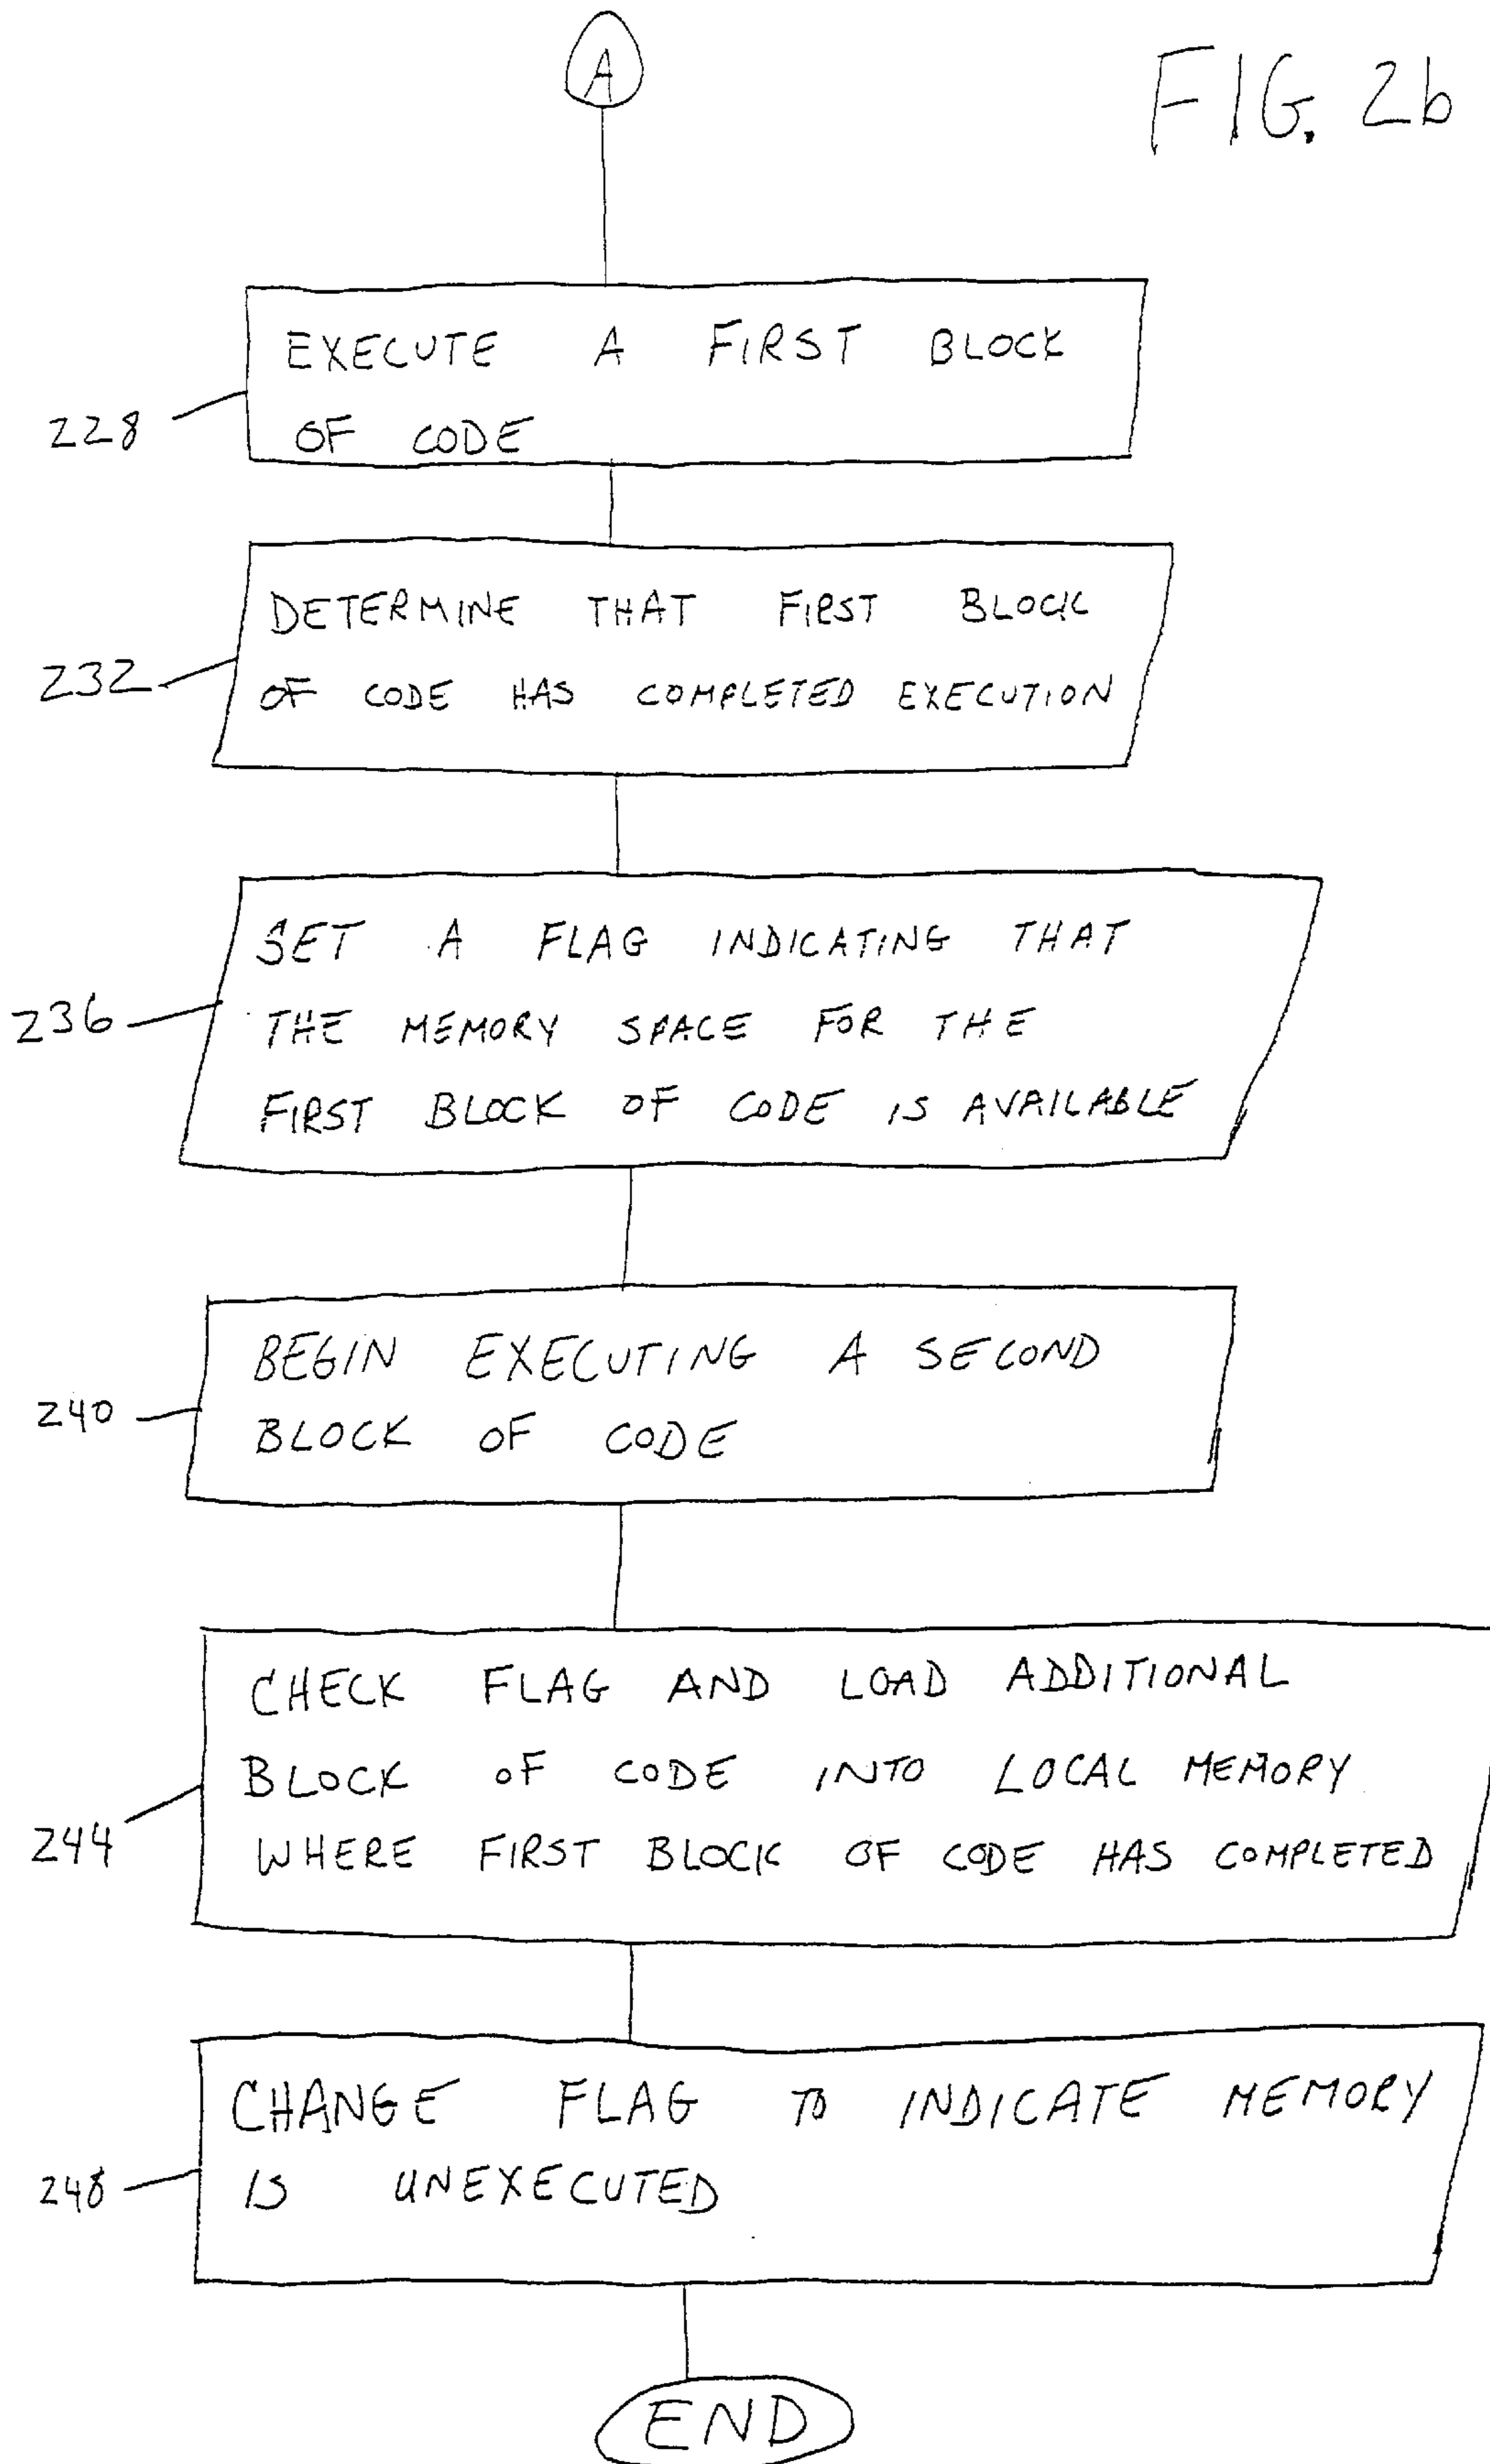 A
FIG. 2b
EXECUTE A FIRST BLOCK
OF CODE
228
DETERMINE THAT FIRST BLOCK
OF CODE HAS COMPLETED EXECUTION
232
SET A FLAG INDICATING THAT
THE MEMORY SPACE FOR THE
FIRST BLOCK OF CODE IS AVAILABLE
236
BEGIN EXECUTING A SECOND
BLOCK OF CODE
240
CHECK FLAG AND LOAD ADDITIONAL
BLOCK OF CODE INTO LOCAL MEMORY
WHERE FIRST BLOCK OF CODE HAS COMPLETED
244
CHANGE FLAG TO INDICATE MEMORY
IS UNEXECUTED
248
END